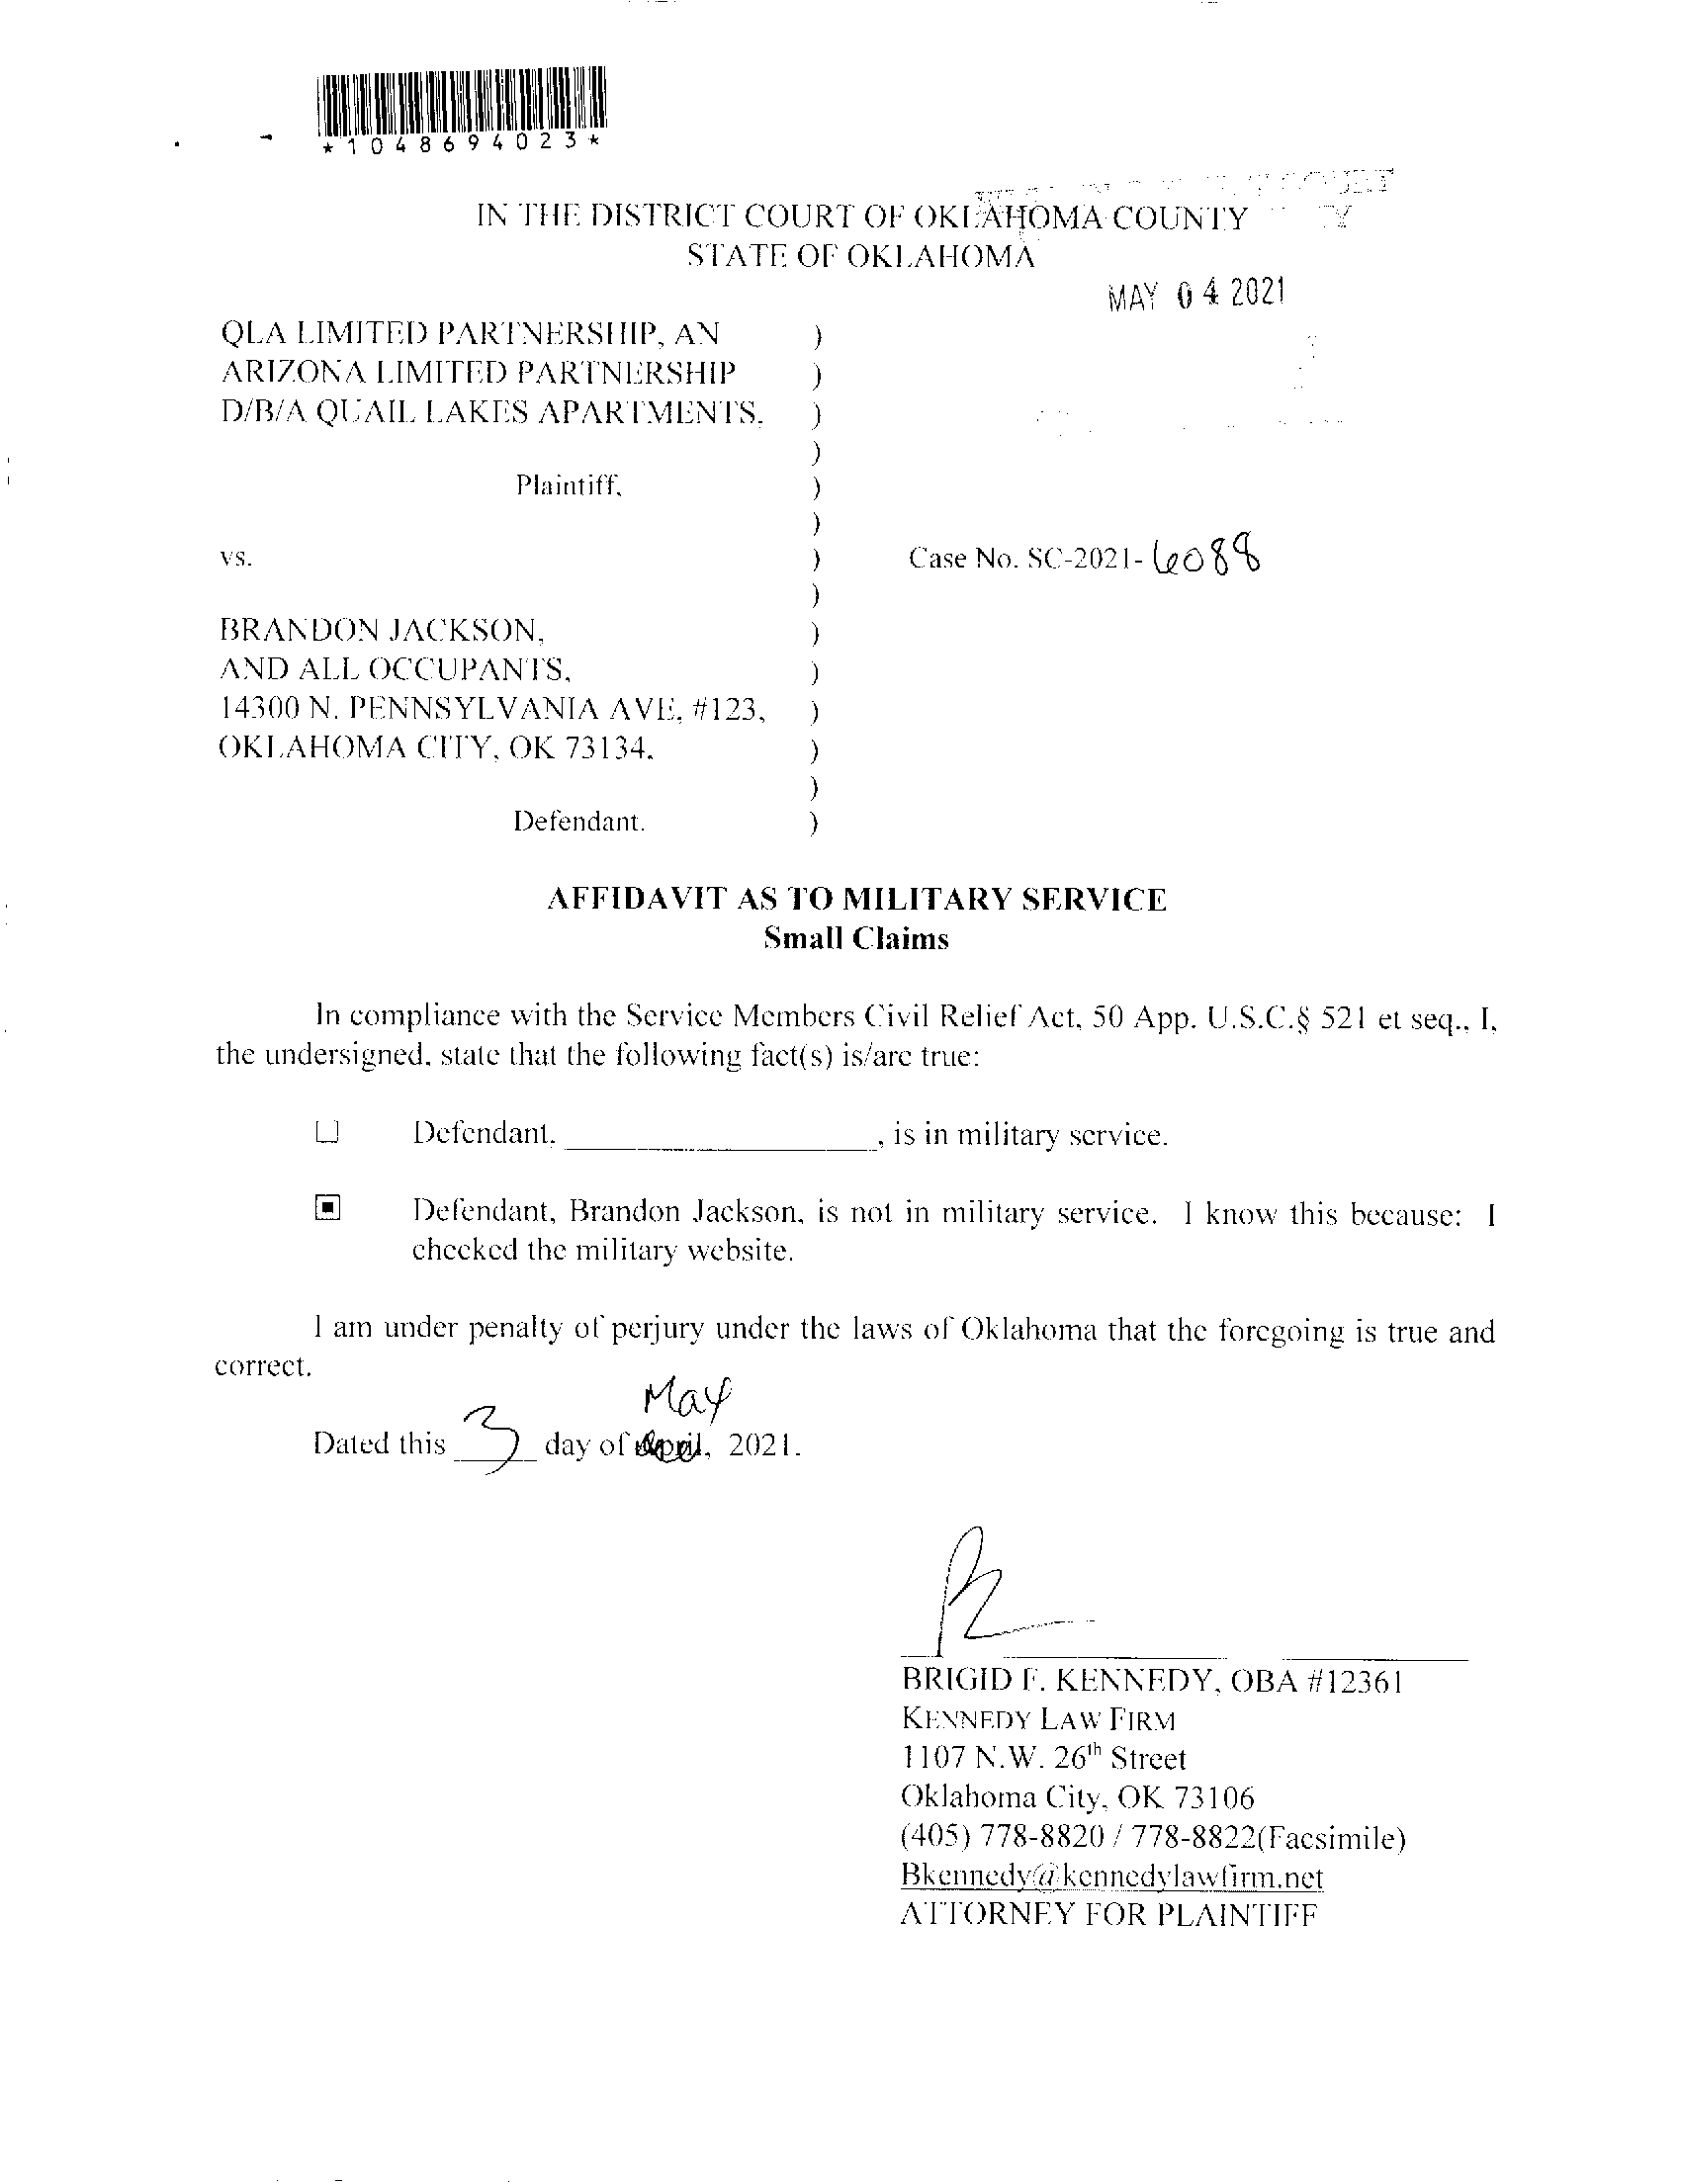 *1048694023*
IN THE DISTRICT COURT OF OKLAHOMA COUNTY
STATE OF OKLAHOMA
MAY 04 2021
QLA LIMITED PARTNERSHIP, AN )
ARIZONA LIMITED PARTNERSHIP )
D/B/A QUAIL LAKES APARTMENTS, )
)
Plaintiff, )
)
vs. ) Case No. SC-2021-6088
)
BRANDON JACKSON, )
AND ALL OCCUPANTS, )
14300 N. PENNSYLVANIA AVE, #123, )
OKLAHOMA CITY, OK 73134. )
)
Defendant. )
AFFIDAVIT AS TO MILITARY SERVICE
Small Claims
In compliance with the Service Members Civil Relief Act, 50 App. U.S.C.§ 521 et seq., I,
the undersigned, state that the following fact(s) is/are true:
☐ Defendant, ____________________, is in military service.
▣ Defendant, Brandon Jackson, is not in military service. I know this because: I
checked the military website.
I am under penalty of perjury under the laws of Oklahoma that the foregoing is true and
correct.
May
Dated this 3 day of April, 2021.
BRIGID F. KENNEDY, OBA #12361
KENNEDY LAW FIRM
1107 N.W. 26th Street
Oklahoma City, OK 73106
(405) 778-8820 / 778-8822(Facsimile)
Bkennedy@kennedylawfirm.net
ATTORNEY FOR PLAINTIFF